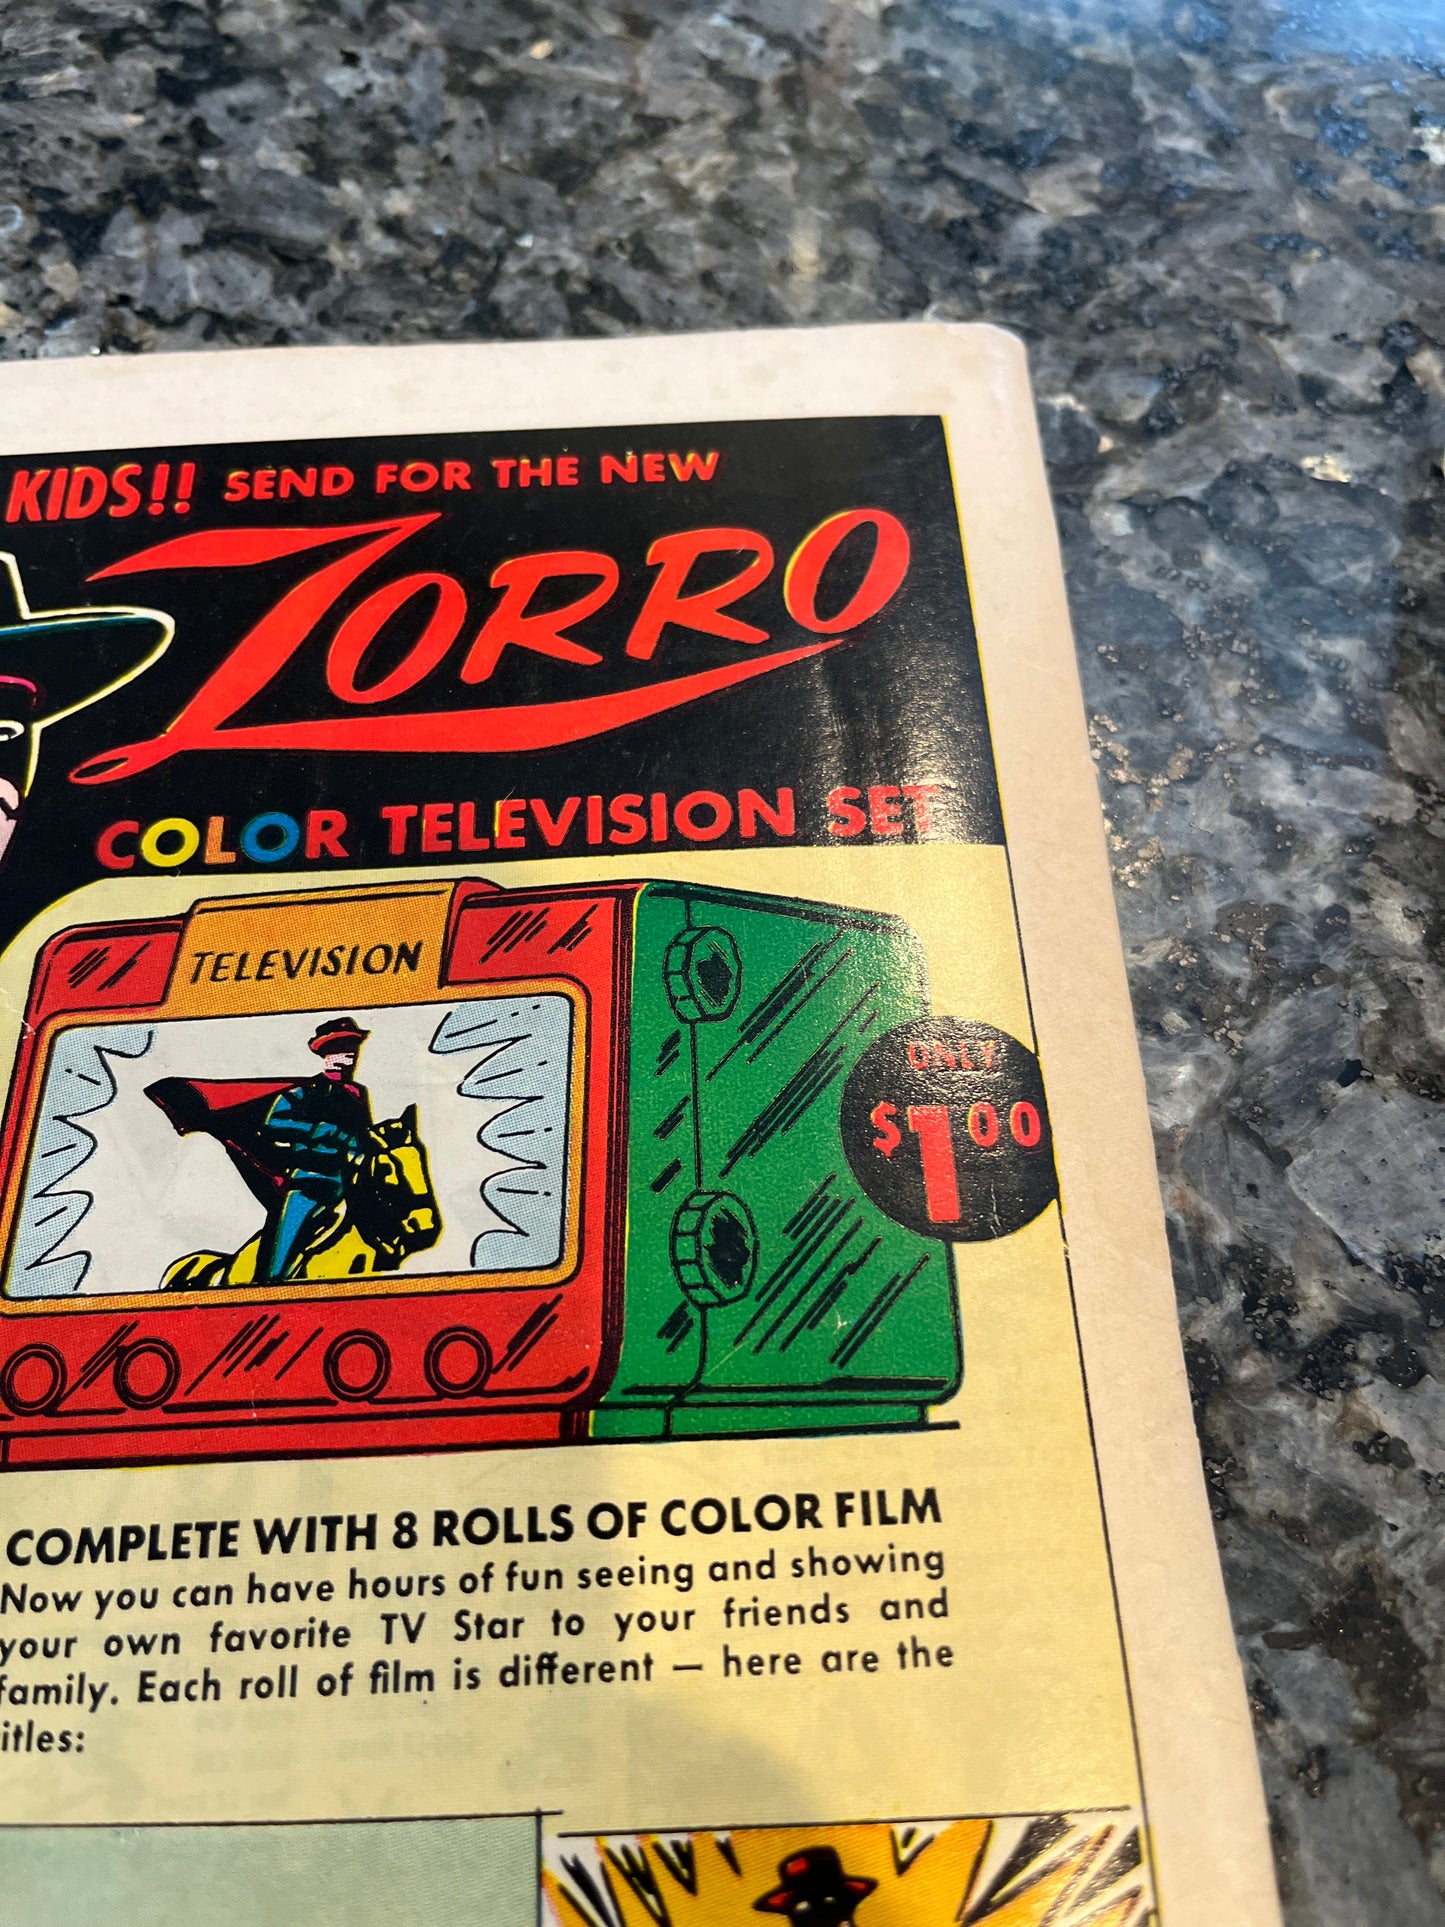 KIDS!! SEND FOR THE NEW
ZORRO
COLOR TELEVISION SET
TELEVISION
ONLY
$1.00
COMPLETE WITH 8 ROLLS OF COLOR FILM
Now you can have hours of fun seeing and showing
your own favorite TV Star to your friends and
family. Each roll of film is different — here are the
itles: